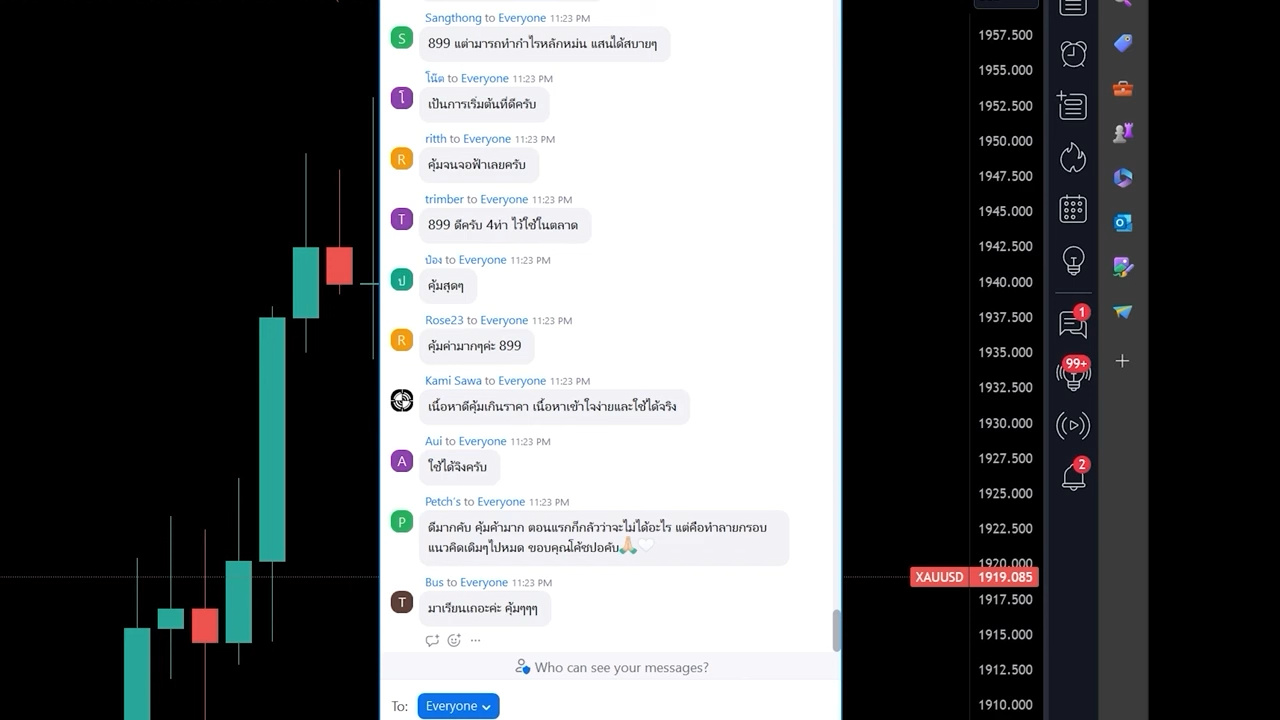 Sangthong to Everyone 11:23 PM
S
899 แต่ามารถทำกำไรหลักหมื่น แสนได้สบายๆ
โน๊ต to Everyone 11:23 PM
โ
เป็นการเริ่มต้นที่ดีครับ
ritth to Everyone 11:23 PM
R
คุ้มจนจอฟ้าเลยครับ
trimber to Everyone 11:23 PM
T
899 ดีครับ 4ท่า ไว้ใช้ในตลาด
ป๋อง to Everyone 11:23 PM
ป
คุ้มสุดๆ
Rose23 to Everyone 11:23 PM
R
คุ้มค่ามากๆค่ะ 899
Kami Sawa to Everyone 11:23 PM
เนื้อหาดีคุ้มเกินราคา เนื้อหาเข้าใจง่ายและใช้ได้จริง
Aui to Everyone 11:23 PM
A
ใช้ได้จิงครับ
Petch's to Everyone 11:23 PM
P
ดีมากคับ คุ้มค้ามาก ตอนแรกก็กลัวว่าจะไม่ได้อะไร แต่คือทำลายกรอบ
แนวคิดเดิมๆไปหมด ขอบคุณโค้ชปอคับ🙏🏻🤍
Bus to Everyone 11:23 PM
T
มาเรียนเถอะค่ะ คุ้มๆๆๆ
Who can see your messages?
To: Everyone
1957.500
1955.000
1952.500
1950.000
1947.500
1945.000
1942.500
1940.000
1937.500
1935.000
1932.500
1930.000
1927.500
1925.000
1922.500
1920.000
XAUUSD 1919.085
1917.500
1915.000
1912.500
1910.000
1
99+
2